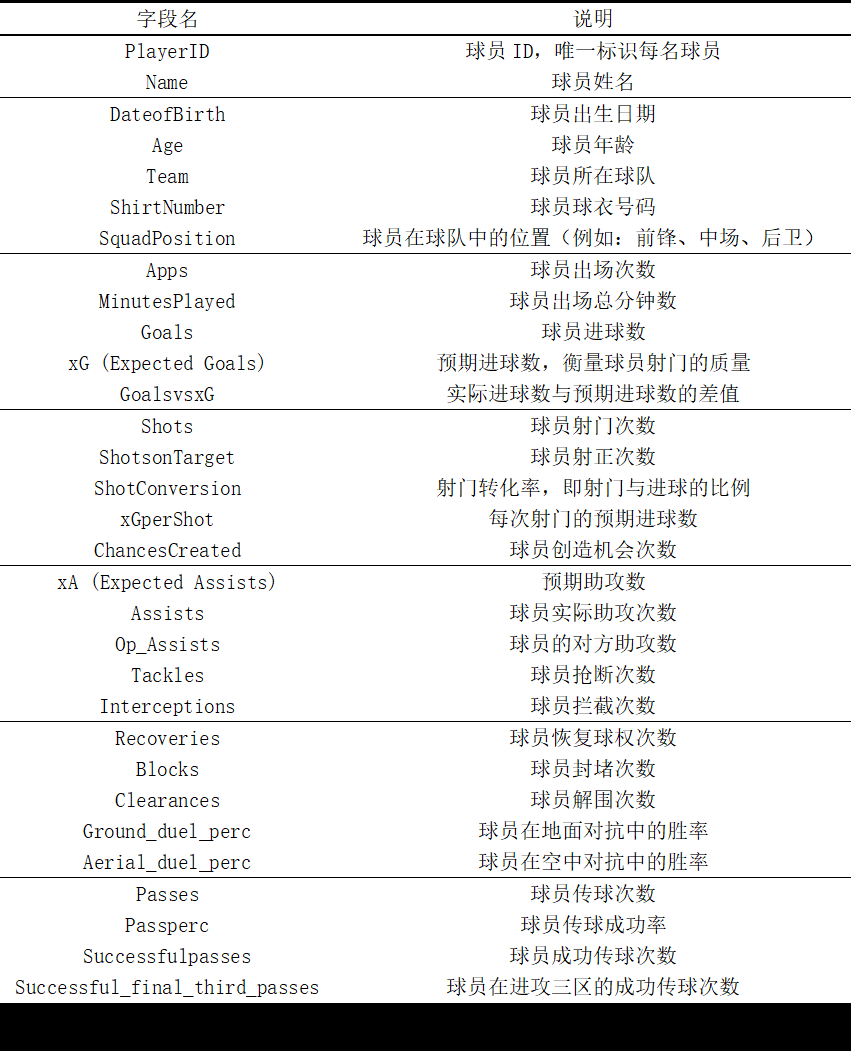 字段名 说明
PlayerID 球员 ID，唯一标识每名球员
Name 球员姓名
DateofBirth 球员出生日期
Age 球员年龄
Team 球员所在球队
ShirtNumber 球员球衣号码
SquadPosition 球员在球队中的位置（例如：前锋、中场、后卫）
Apps 球员出场次数
MinutesPlayed 球员出场总分钟数
Goals 球员进球数
xG (Expected Goals) 预期进球数，衡量球员射门的质量
GoalsvsxG 实际进球数与预期进球数的差值
Shots 球员射门次数
ShotsonTarget 球员射正次数
ShotConversion 射门转化率，即射门与进球的比例
xGperShot 每次射门的预期进球数
ChancesCreated 球员创造机会次数
xA (Expected Assists) 预期助攻数
Assists 球员实际助攻次数
Op_Assists 球员的对方助攻数
Tackles 球员抢断次数
Interceptions 球员拦截次数
Recoveries 球员恢复球权次数
Blocks 球员封堵次数
Clearances 球员解围次数
Ground_duel_perc 球员在地面对抗中的胜率
Aerial_duel_perc 球员在空中对抗中的胜率
Passes 球员传球次数
Passperc 球员传球成功率
Successfulpasses 球员成功传球次数
Successful_final_third_passes 球员在进攻三区的成功传球次数